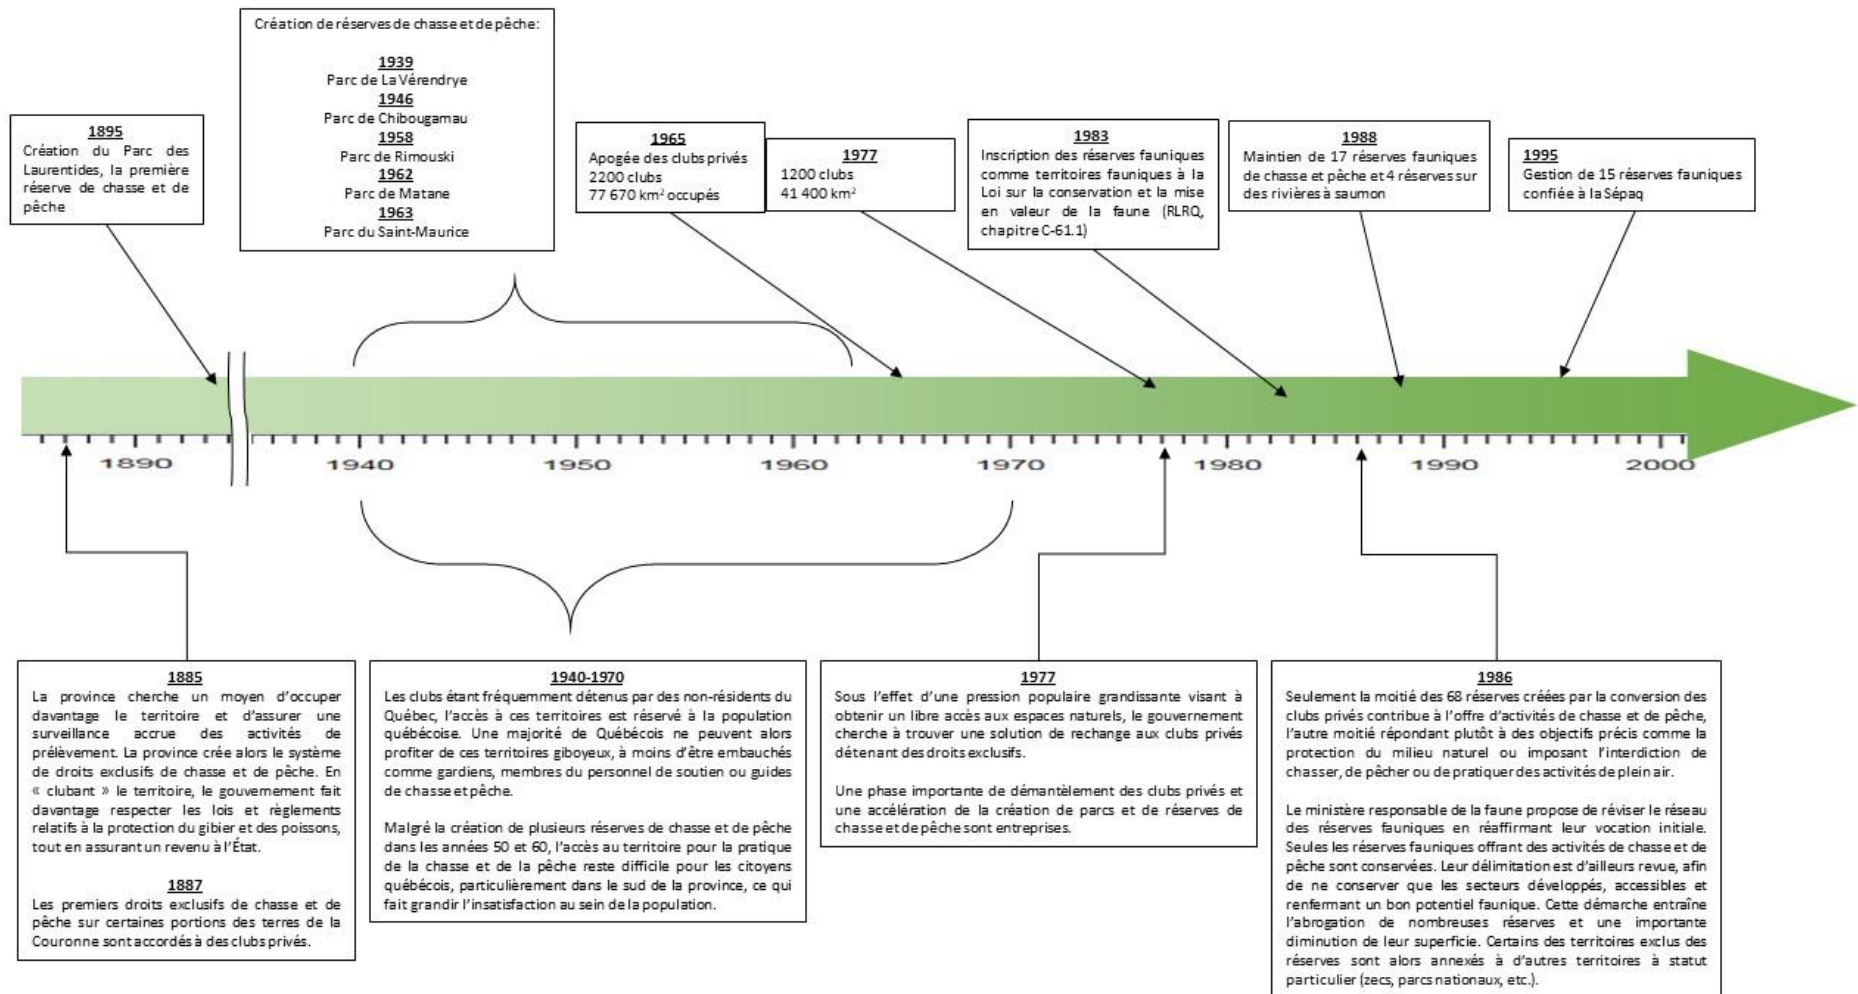 Création de réserves de chasse et de pêche:
1939
Parc de La Vérendrye
1946
Parc de Chibougamau
1958
Parc de Rimouski
1962
Parc de Matane
1963
Parc du Saint-Maurice
1895
Création du Parc des
Laurentides, la première
réserve de chasse et de
pêche
1965
Apogée des clubs privés
2200 clubs
77 670 km² occupés
1977
1200 clubs
41 400 km²
1983
Inscription des réserves fauniques
comme territoires fauniques à la
Loi sur la conservation et la mise
en valeur de la faune (RLRQ,
chapitre C-61.1)
1988
Maintien de 17 réserves fauniques
de chasse et pêche et 4 réserves sur
des rivières à saumon
1995
Gestion de 15 réserves fauniques
confiée à la Sépaq
1890 1940 1950 1960 1970 1980 1990 2000
1885
La province cherche un moyen d'occuper
davantage le territoire et d'assurer une
surveillance accrue des activités de
prélèvement. La province crée alors le système
de droits exclusifs de chasse et de pêche. En
« clubant » le territoire, le gouvernement fait
davantage respecter les lois et règlements
relatifs à la protection du gibier et des poissons,
tout en assurant un revenu à l'État.
1887
Les premiers droits exclusifs de chasse et de
pêche sur certaines portions des terres de la
Couronne sont accordés à des clubs privés.
1940-1970
Les clubs étant fréquemment détenus par des non-résidents du
Québec, l'accès à ces territoires est réservé à la population
québécoise. Une majorité de Québécois ne peuvent alors
profiter de ces territoires giboyeux, à moins d'être embauchés
comme gardiens, membres du personnel de soutien ou guides
de chasse et pêche.
Malgré la création de plusieurs réserves de chasse et de pêche
dans les années 50 et 60, l'accès au territoire pour la pratique
de la chasse et de la pêche reste difficile pour les citoyens
québécois, particulièrement dans le sud de la province, ce qui
fait grandir l'insatisfaction au sein de la population.
1977
Sous l'effet d'une pression populaire grandissante visant à
obtenir un libre accès aux espaces naturels, le gouvernement
cherche à trouver une solution de rechange aux clubs privés
détenant des droits exclusifs.
Une phase importante de démantèlement des clubs privés et
une accélération de la création de parcs et de réserves de
chasse et de pêche sont entreprises.
1986
Seulement la moitié des 68 réserves créées par la conversion des
clubs privés contribue à l'offre d'activités de chasse et de pêche,
l'autre moitié répondant plutôt à des objectifs précis comme la
protection du milieu naturel ou imposant l'interdiction de
chasser, de pêcher ou de pratiquer des activités de plein air.
Le ministère responsable de la faune propose de réviser le réseau
des réserves fauniques en réaffirmant leur vocation initiale.
Seules les réserves fauniques offrant des activités de chasse et de
pêche sont conservées. Leur délimitation est d'ailleurs revue, afin
de ne conserver que les secteurs développés, accessibles et
renfermant un bon potentiel faunique. Cette démarche entraîne
l'abrogation de nombreuses réserves et une importante
diminution de leur superficie. Certains des territoires exclus des
réserves sont alors annexés à d'autres territoires à statut
particulier (zecs, parcs nationaux, etc.).